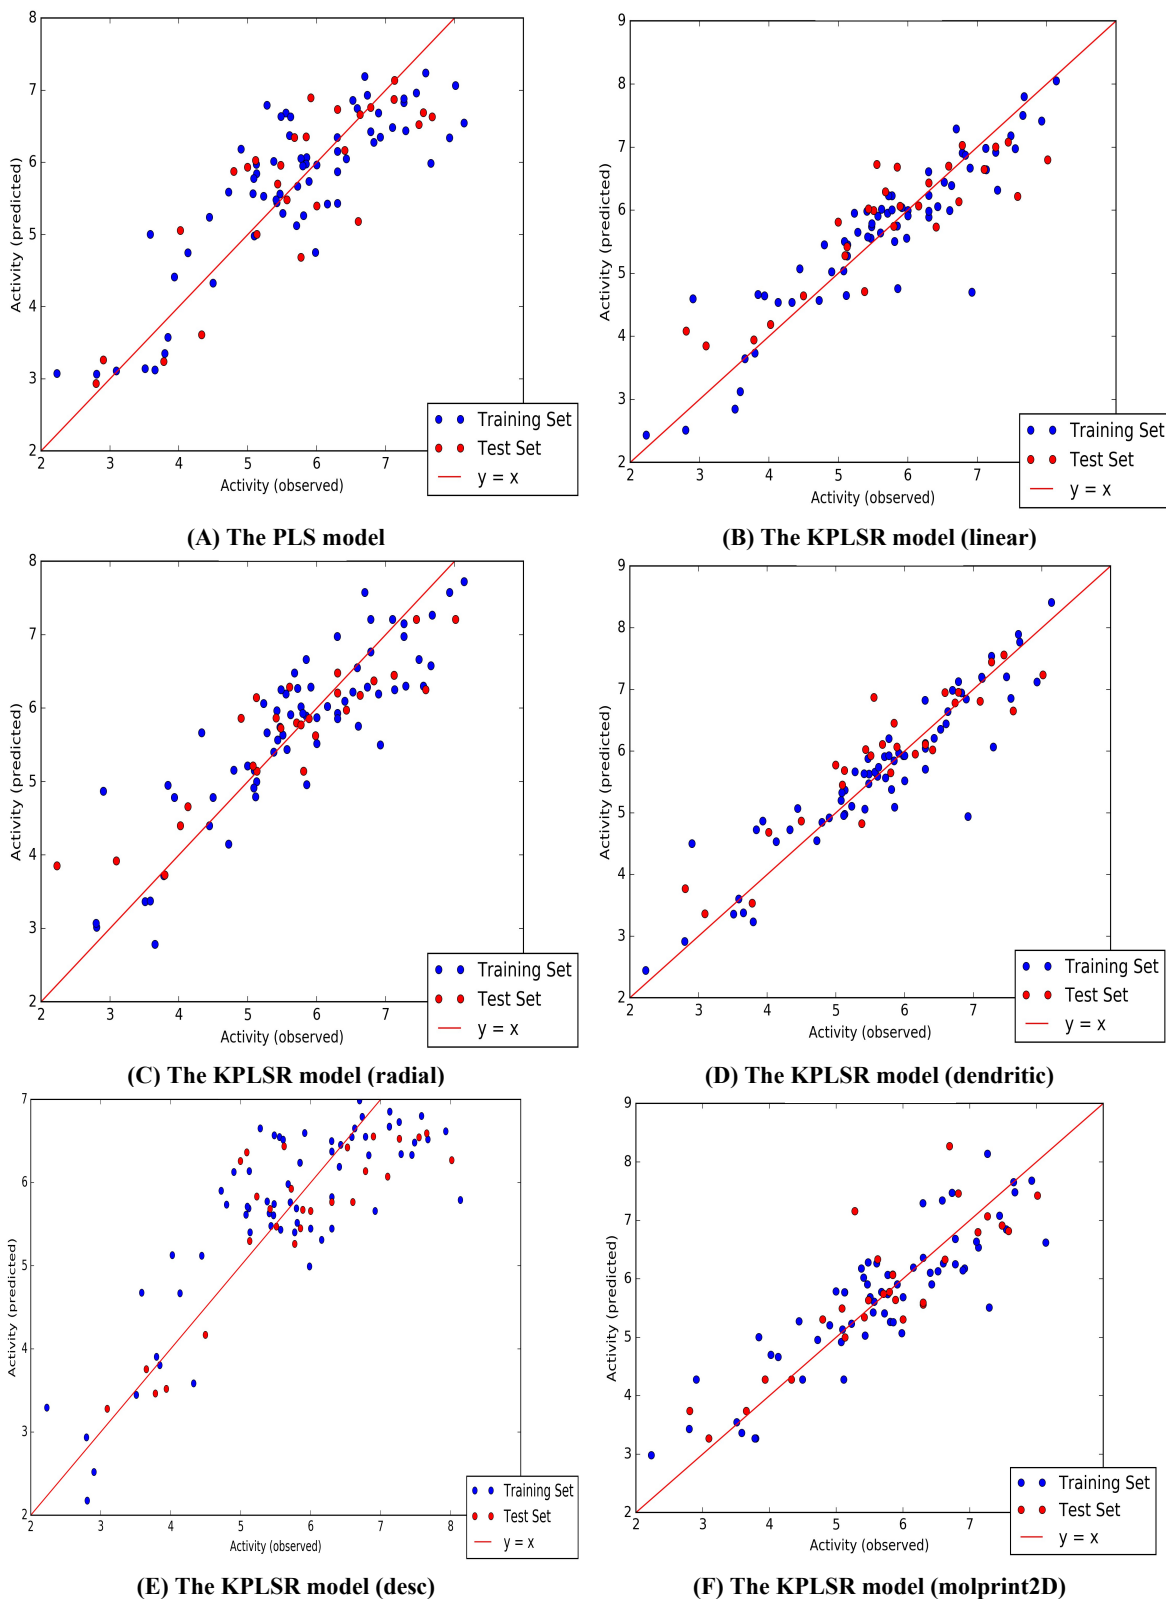 8
7
6
5
4
3
2
Activity (predicted)
2 3 4 5 6 7
Activity (observed)
Training Set
Test Set
y = x
(A) The PLS model
9
8
7
6
5
4
3
2
Activity (predicted)
2 3 4 5 6 7
Activity (observed)
Training Set
Test Set
y = x
(B) The KPLSR model (linear)
8
7
6
5
4
3
2
Activity (predicted)
2 3 4 5 6 7
Activity (observed)
Training Set
Test Set
y = x
(C) The KPLSR model (radial)
9
8
7
6
5
4
3
2
Activity (predicted)
2 3 4 5 6 7
Activity (observed)
Training Set
Test Set
y = x
(D) The KPLSR model (dendritic)
7
6
5
4
3
2
Activity (predicted)
2 3 4 5 6 7 8
Activity (observed)
Training Set
Test Set
y = x
(E) The KPLSR model (desc)
9
8
7
6
5
4
3
2
Activity (predicted)
2 3 4 5 6 7
Activity (observed)
Training Set
Test Set
y = x
(F) The KPLSR model (molprint2D)